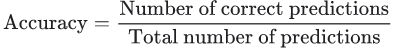 Accuracy = Number of correct predictions
Total number of predictions